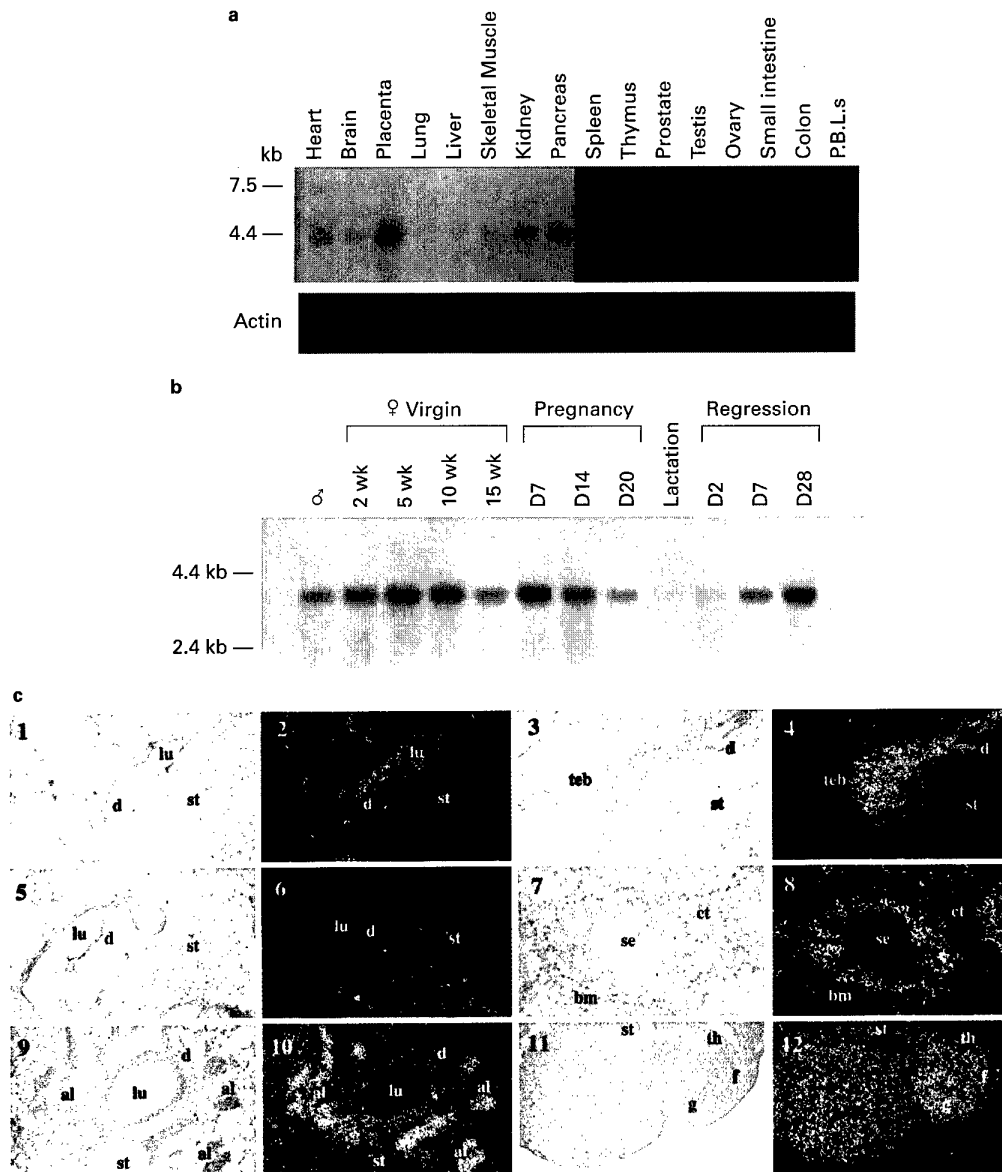 a
Heart
Brain
Placenta
Lung
Liver
Skeletal Muscle
Kidney
Pancreas
Spleen
Thymus
Prostate
Testis
Ovary
Small intestine
Colon
P.B.L.s
kb
7.5 —
4.4 —
Actin
b
♀ Virgin
Pregnancy
Regression
♂
2 wk
5 wk
10 wk
15 wk
D7
D14
D20
Lactation
D2
D7
D28
4.4 kb —
2.4 kb —
c
1
lu
d
st
2
lu
d
st
3
d
teb
st
4
d
teb
st
5
lu
d
st
6
lu
d
st
7
ct
se
bm
8
ct
se
bm
9
d
al
lu
al
st
al
10
d
al
lu
al
st
al
11
st
th
f
g
12
st
th
f
g